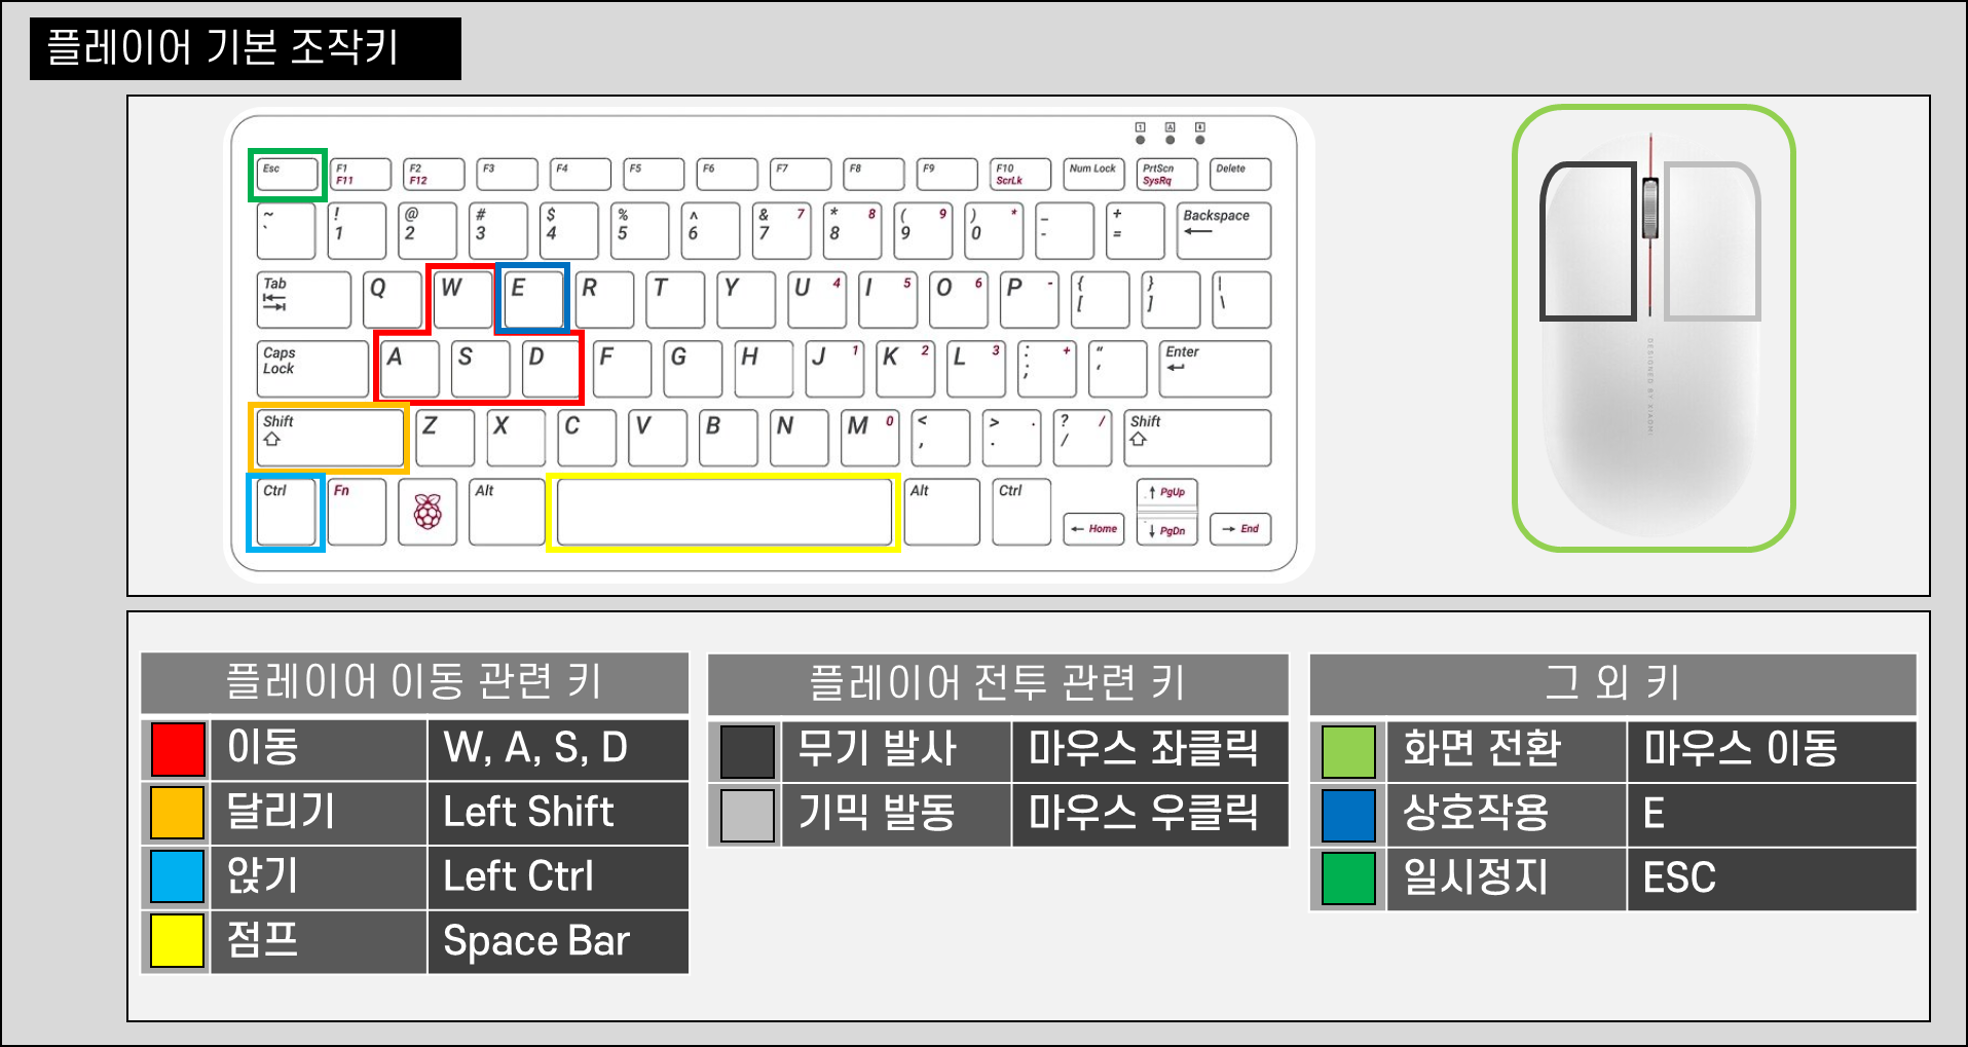 플레이어 기본 조작키
1 A
Esc F1 F2 F3 F4 F5 F6 F7 F8 F9 F10 Num Lock PrtScn Delete
F11 F12 ScrLk SysRq
~ ! @ # $ % ^ & 7 * 8 ( 9 ) * _ + Backspace
` 1 2 3 4 5 6 7 8 9 0 - =
Tab Q W E R T Y U 4 I 5 O 6 P - { } |
[ ] \
Caps A S D F G H J 1 K 2 L 3 : + " Enter
Lock ; '
Shift Z X C V B N M 0 < > . ? / Shift
, . /
Ctrl Fn Alt Alt Ctrl ↑ PgUp
← Home ↓ PgDn → End
DESIGNED BY XIAOMI
플레이어 이동 관련 키
이동 W, A, S, D
달리기 Left Shift
앉기 Left Ctrl
점프 Space Bar
플레이어 전투 관련 키
무기 발사 마우스 좌클릭
기믹 발동 마우스 우클릭
그 외 키
화면 전환 마우스 이동
상호작용 E
일시정지 ESC